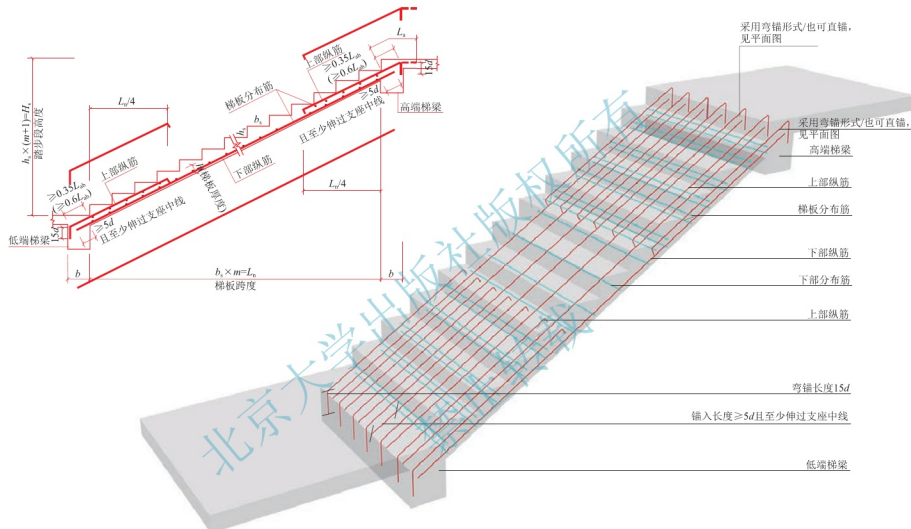 采用弯锚形式/也可直锚，
见平面图
采用弯锚形式/也可直锚，
见平面图
高端梯梁
上部纵筋
梯板分布筋
下部纵筋
下部分布筋
上部纵筋
弯锚长度15d
锚入长度≥5d且至少伸过支座中线
低端梯梁
Lₐ
上部纵筋
≥0.35Lab
(≥0.6Lab)
15d
高端梯梁
梯板分布筋
≥5d
且至少伸过支座中线
bs
hs
下部纵筋
Ln/4
Ln/4
hs×(m+1)=Hs
踏步段高度
上部纵筋
≥0.35Lab
(≥0.6Lab)
≥5d
且至少伸过支座中线
15d
低端梯梁
b
bs×m=Ln
b
梯板跨度
北京大学出版社版权所有